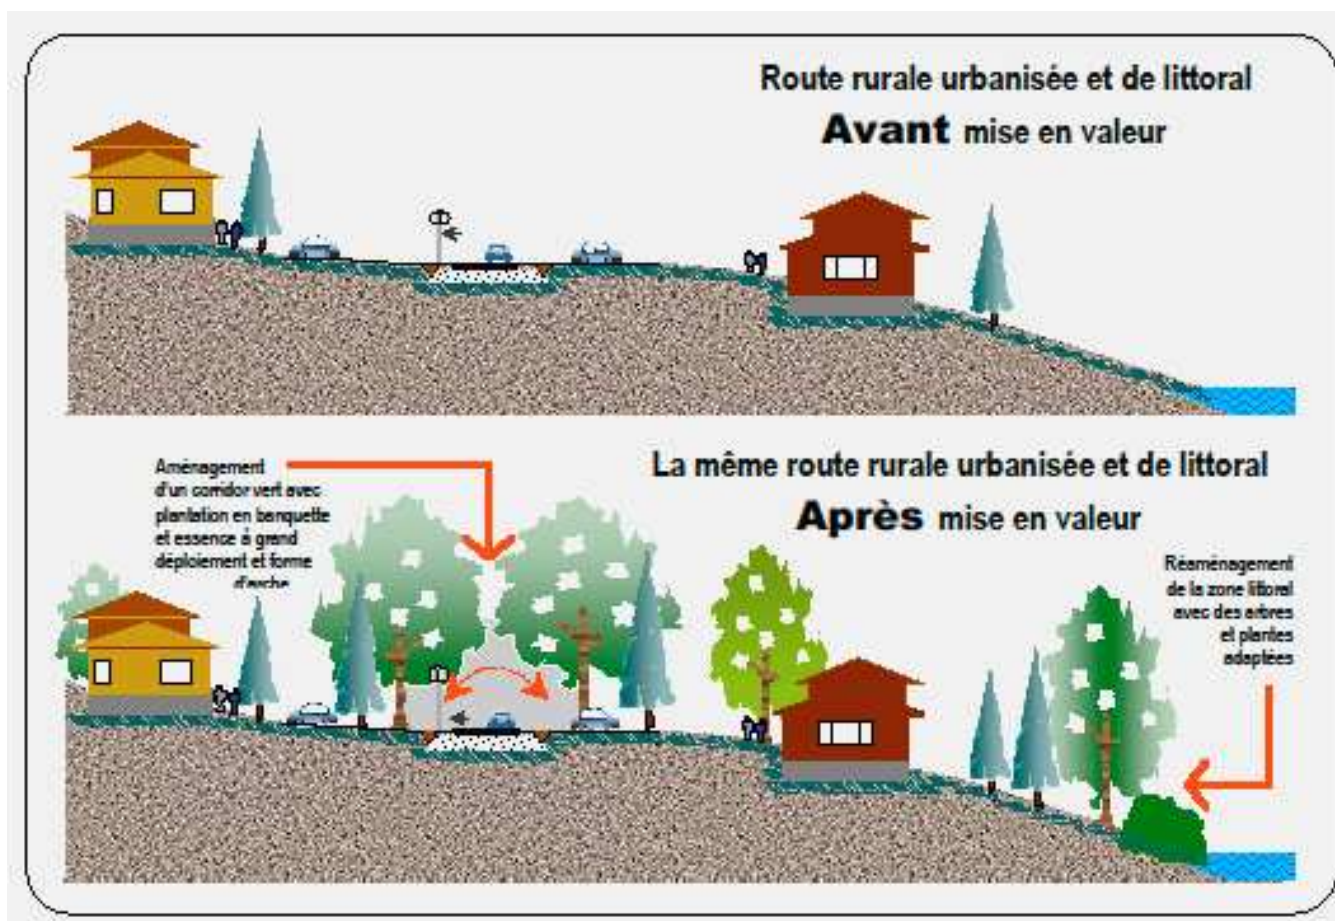 Route rurale urbanisée et de littoral
Avant mise en valeur
Aménagement
d'un corridor vert avec
plantation en banquette
et essence à grand
déploiement et forme
d'arche
La même route rurale urbanisée et de littoral
Après mise en valeur
Réaménagement
de la zone littoral
avec des arbres
et plantes
adaptées